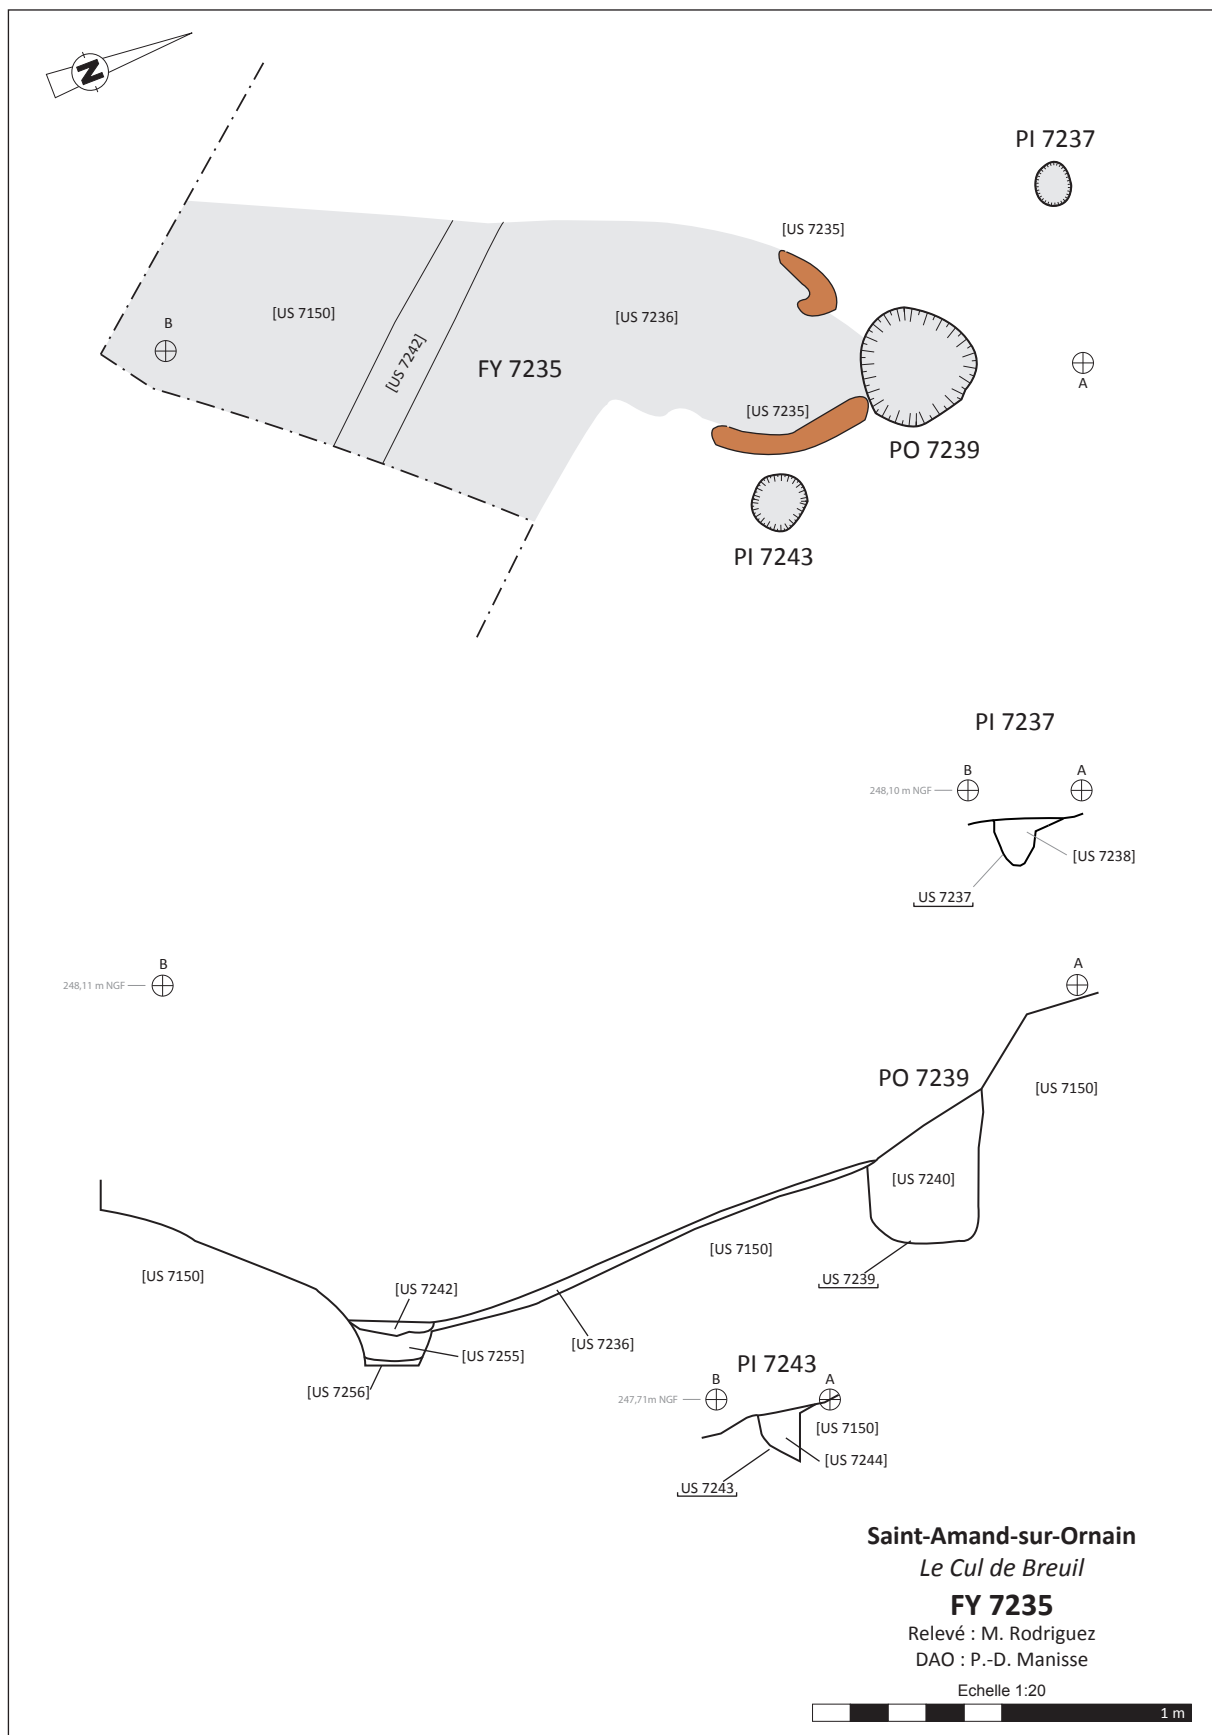 N
PI 7237
[US 7235]
[US 7150]
B
[US 7236]
[US 7242]
FY 7235
A
[US 7235]
PO 7239
PI 7243
PI 7237
B
A
248,10 m NGF
[US 7238]
US 7237
B
A
248,11 m NGF
PO 7239
[US 7150]
[US 7240]
[US 7150]
[US 7150]
US 7239
[US 7242]
[US 7236]
[US 7255]
[US 7256]
PI 7243
B
A
247,71m NGF
[US 7150]
[US 7244]
US 7243
Saint-Amand-sur-Ornain
Le Cul de Breuil
FY 7235
Relevé : M. Rodriguez
DAO : P.-D. Manisse
Echelle 1:20
1 m